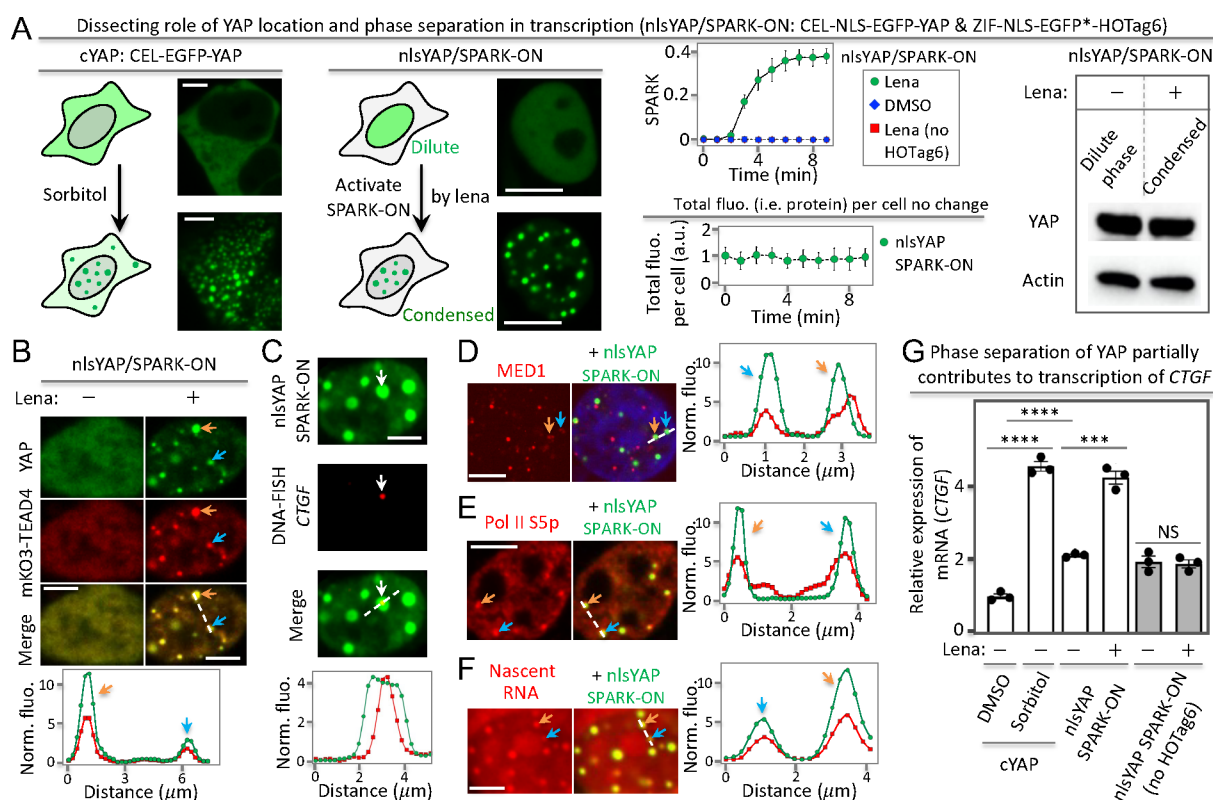 A
Dissecting role of YAP location and phase separation in transcription (nlsYAP/SPARK-ON: CEL-NLS-EGFP-YAP & ZIF-NLS-EGFP*-HOTag6)
cYAP: CEL-EGFP-YAP
Sorbitol
nlsYAP/SPARK-ON
Dilute
Activate
SPARK-ON
by lena
Condensed
SPARK
0.4
0.2
0
0 4 8
Time (min)
nlsYAP/SPARK-ON
Lena
DMSO
Lena (no
HOTag6)
Total fluo. (i.e. protein) per cell no change
Total fluo.
per cell (a.u.)
2
1
0
0 4 8
Time (min)
nlsYAP
SPARK-ON
nlsYAP/SPARK-ON
Lena: − +
Dilute
phase
Condensed
YAP
Actin
B
nlsYAP/SPARK-ON
Lena: − +
YAP
mKO3-TEAD4
Merge
Norm. fluo.
10
5
0
0 3 6
Distance (μm)
C
nlsYAP
SPARK-ON
DNA-FISH
CTGF
Merge
Norm. fluo.
4
2
0
0 2 4
Distance (μm)
D
MED1
+ nlsYAP
SPARK-ON
Norm. fluo.
10
5
0
0 1 2 3
Distance (μm)
E
Pol II S5p
+ nlsYAP
SPARK-ON
Norm. fluo.
10
5
0
0 2 4
Distance (μm)
F
Nascent
RNA
+ nlsYAP
SPARK-ON
Norm. fluo.
10
5
0
0 1 2 3 4
Distance (μm)
G
Phase separation of YAP partially
contributes to transcription of CTGF
Relative expression of
mRNA (CTGF)
4
2
0
****
****
***
NS
Lena: − − − + − +
DMSO
Sorbitol
cYAP
nlsYAP
SPARK-ON
nlsYAP SPARK-ON
(no HOTag6)